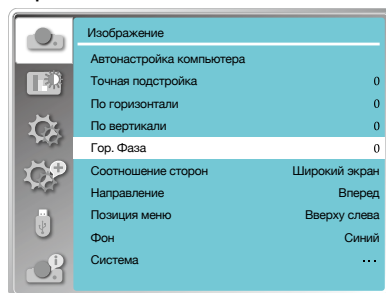 Изображение
Автонастройка компьютера
Точная подстройка 0
По горизонтали 0
По вертикали 0
Гор. Фаза 0
Соотношение сторон Широкий экран
Направление Вперед
Позиция меню Вверху слева
Фон Синий
Система ...